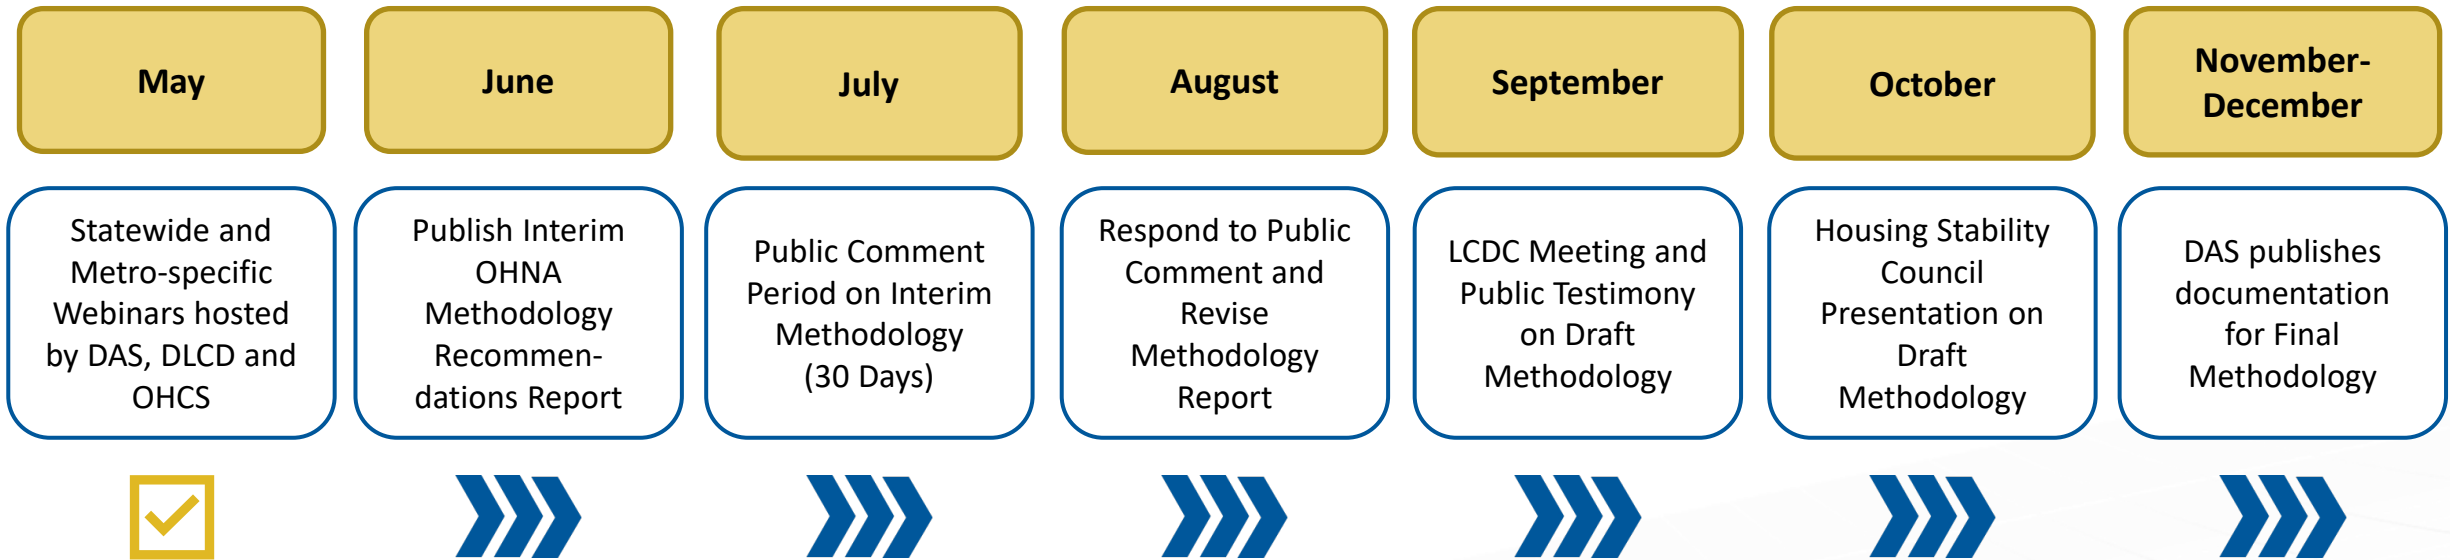 May
June
July
August
September
October
November-
December
Statewide and
Metro-specific
Webinars hosted
by DAS, DLCD and
OHCS
Publish Interim
OHNA
Methodology
Recommen-
dations Report
Public Comment
Period on Interim
Methodology
(30 Days)
Respond to Public
Comment and
Revise
Methodology
Report
LCDC Meeting and
Public Testimony
on Draft
Methodology
Housing Stability
Council
Presentation on
Draft
Methodology
DAS publishes
documentation
for Final
Methodology